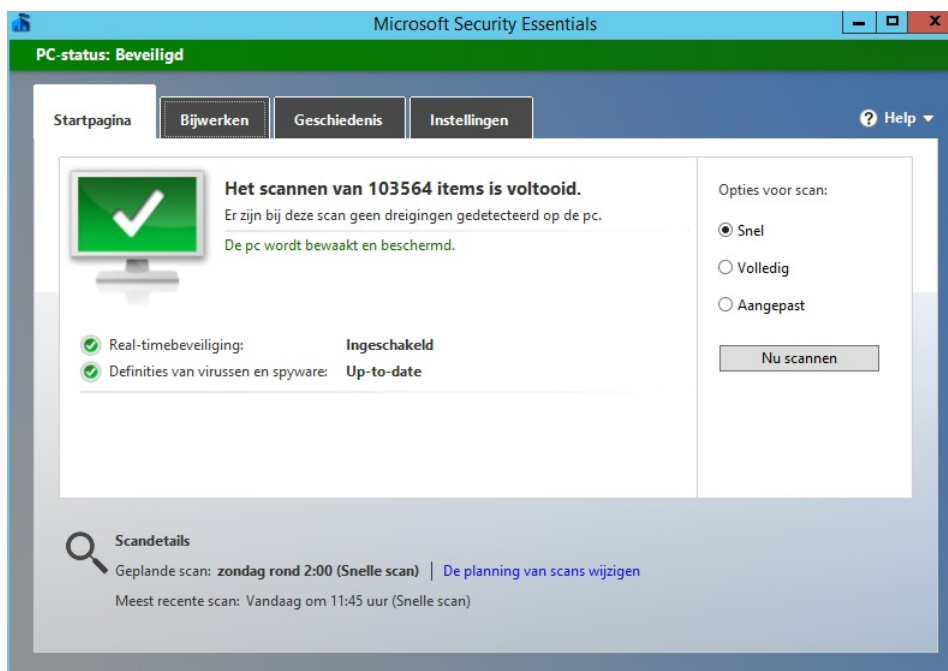 Microsoft Security Essentials
PC-status: Beveiligd
Startpagina
Bijwerken
Geschiedenis
Instellingen
Help
Het scannen van 103564 items is voltooid.
Er zijn bij deze scan geen dreigingen gedetecteerd op de pc.
De pc wordt bewaakt en beschermd.
Real-timebeveiliging: Ingeschakeld
Definities van virussen en spyware: Up-to-date
Opties voor scan:
Snel
Volledig
Aangepast
Nu scannen
Scandetails
Geplande scan: zondag rond 2:00 (Snelle scan) | De planning van scans wijzigen
Meest recente scan: Vandaag om 11:45 uur (Snelle scan)